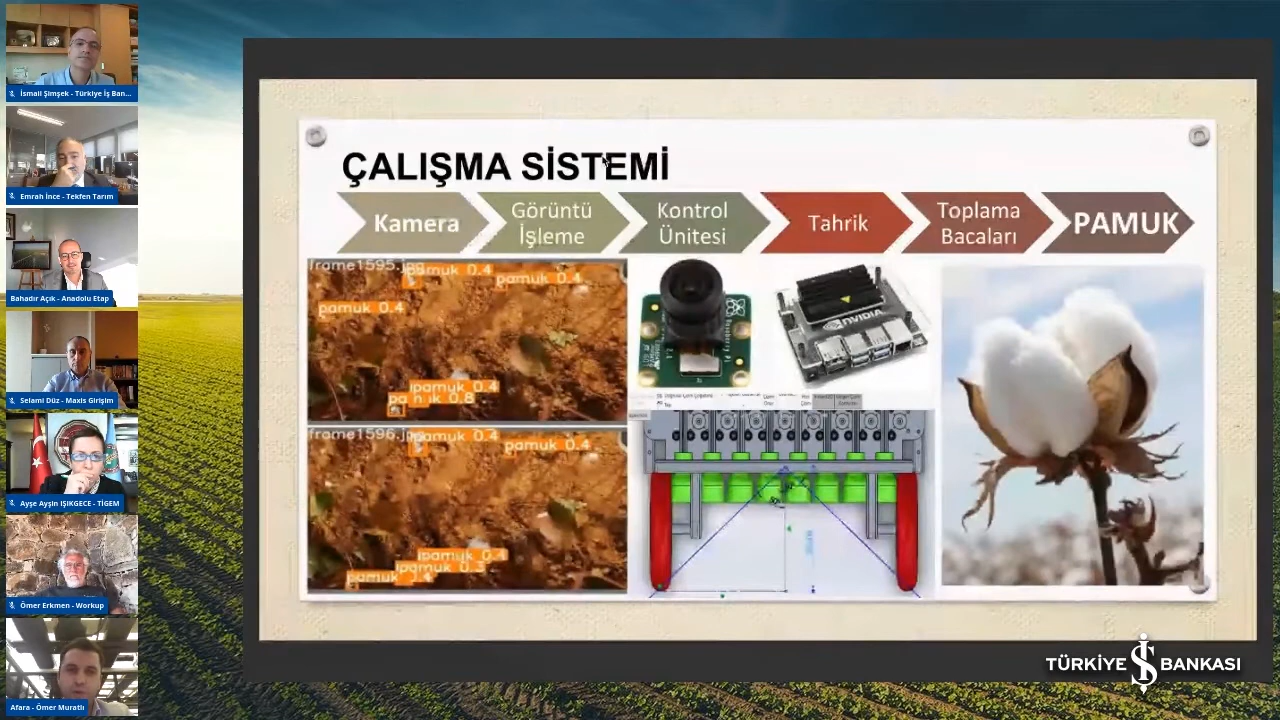 İsmail Şimşek - Türkiye İş Ban...
Emrah İnce - Tekfen Tarım
Bahadır Açık - Anadolu Etap
Selami Düz - Maxis Girişim
Ayşe Ayşin IŞIKGECE - TİGEM
Ömer Erkmen - Workup
Afara - Ömer Muratlı
ÇALIŞMA SİSTEMİ
Kamera
Görüntü
İşleme
Kontrol
Ünitesi
Tahrik
Toplama
Bacaları
PAMUK
frame1595.jpg
pamuk 0.4
pamuk 0.4
pamuk 0.4
pamuk 0.4
pamuk 0.8
frame1596.jpg
pamuk 0.4
pamuk 0.4
pamuk 0.4
pamuk 0.3
pamuk 0.4
NVIDIA
TÜRKİYE İŞ BANKASI